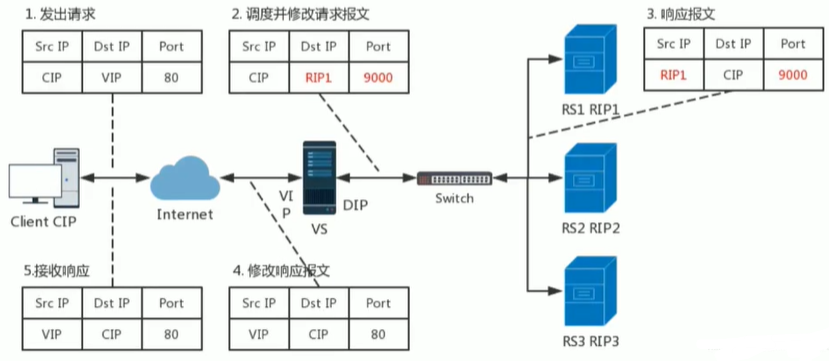 1. 发出请求
Src IP Dst IP Port
CIP VIP 80
2. 调度并修改请求报文
Src IP Dst IP Port
CIP RIP1 9000
3. 响应报文
Src IP Dst IP Port
RIP1 CIP 9000
Client CIP
Internet
VI
P
VS
DIP
Switch
RS1 RIP1
RS2 RIP2
RS3 RIP3
5.接收响应
Src IP Dst IP Port
VIP CIP 80
4. 修改响应报文
Src IP Dst IP Port
VIP CIP 80